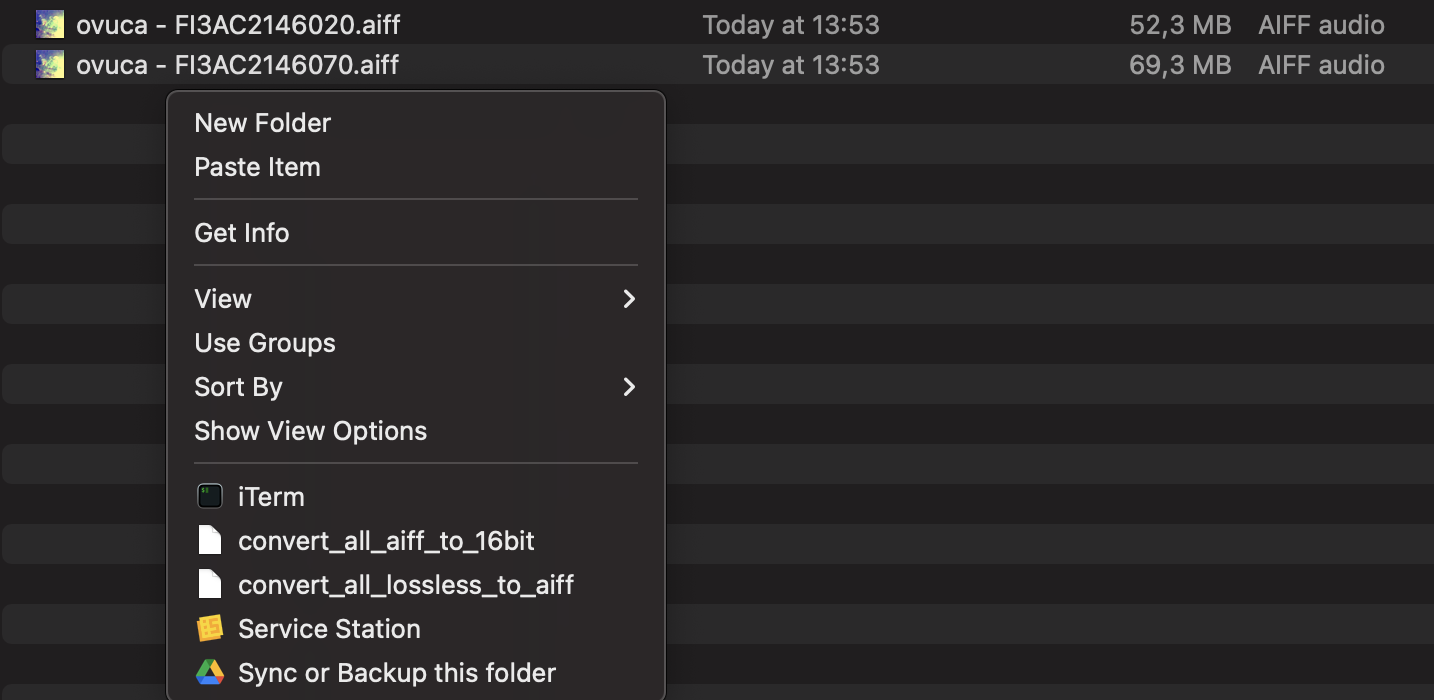 ovuca - FI3AC2146020.aiff Today at 13:53 52,3 MB AIFF audio
ovuca - FI3AC2146070.aiff Today at 13:53 69,3 MB AIFF audio
New Folder
Paste Item
Get Info
View
Use Groups
Sort By
Show View Options
iTerm
convert_all_aiff_to_16bit
convert_all_lossless_to_aiff
Service Station
Sync or Backup this folder